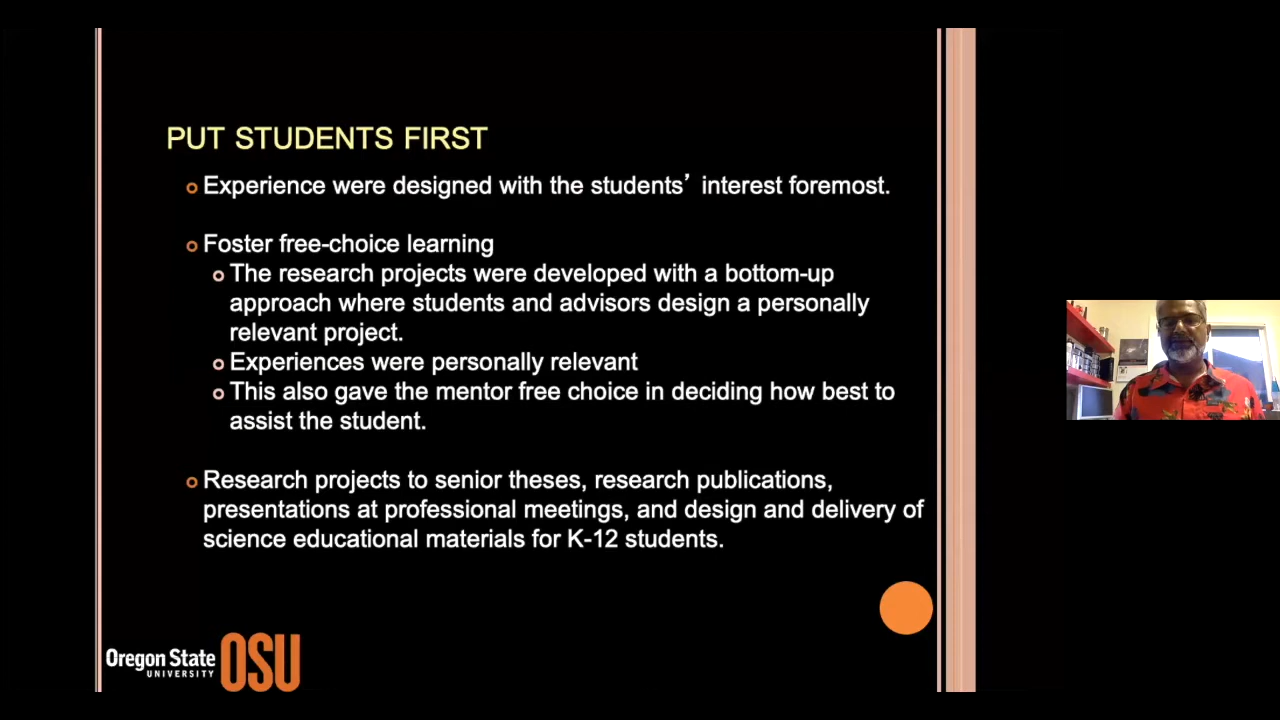 PUT STUDENTS FIRST
Experience were designed with the students’ interest foremost.
Foster free-choice learning
The research projects were developed with a bottom-up
approach where students and advisors design a personally
relevant project.
Experiences were personally relevant
This also gave the mentor free choice in deciding how best to
assist the student.
Research projects to senior theses, research publications,
presentations at professional meetings, and design and delivery of
science educational materials for K-12 students.
Oregon State
UNIVERSITY
OSU